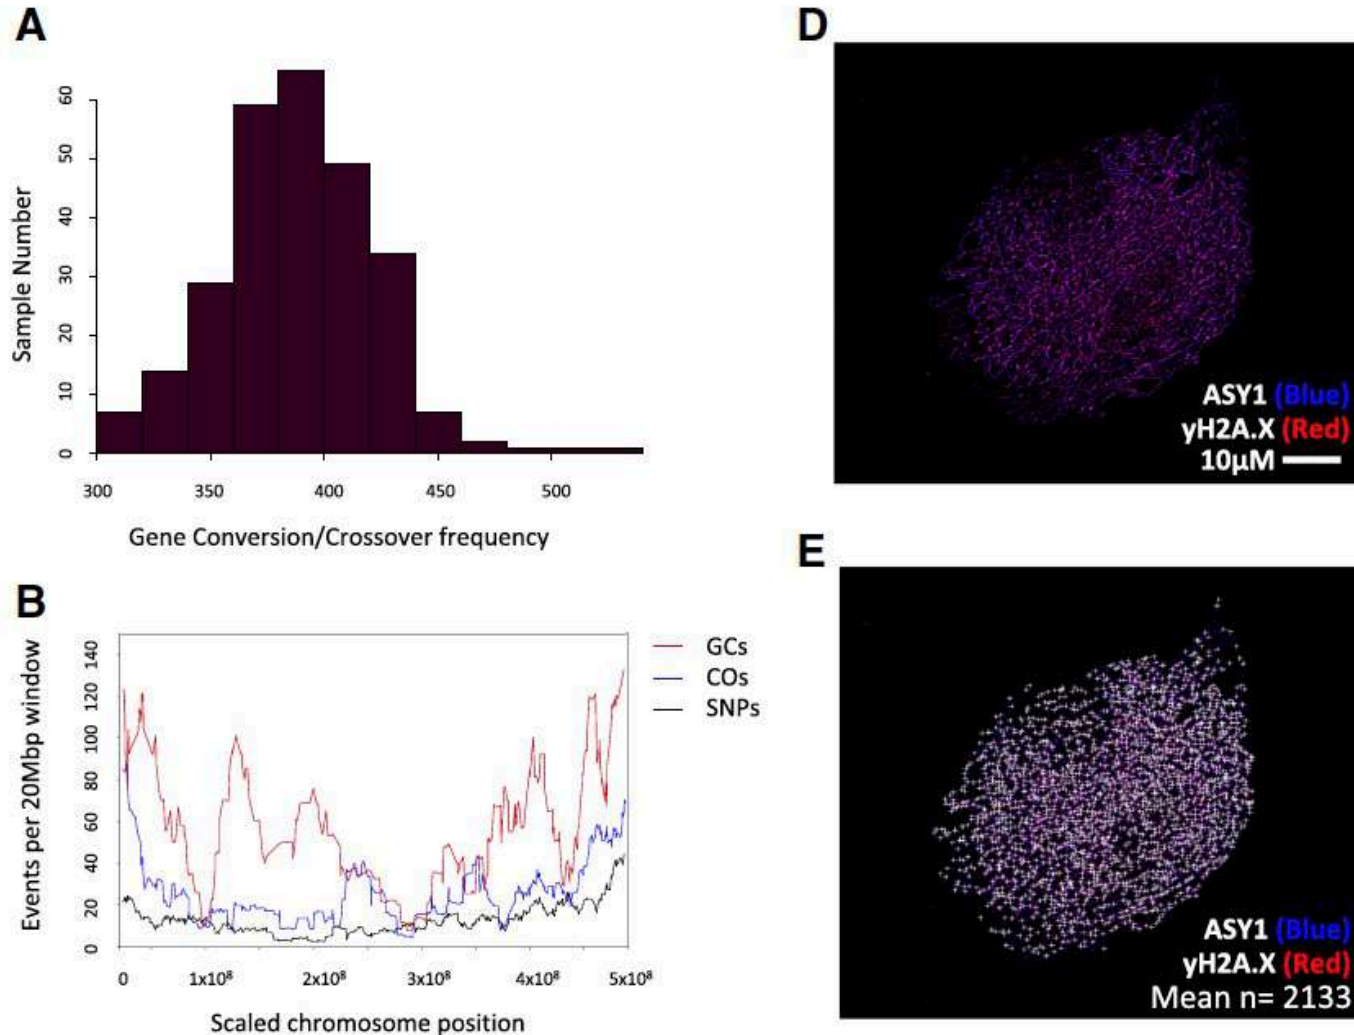 A
60
50
40
30
20
10
0
Sample Number
300 350 400 450 500
Gene Conversion/Crossover frequency
B
140
120
100
80
60
40
20
0
Events per 20Mbp window
GCs
COs
SNPs
0 1x10⁸ 2x10⁸ 3x10⁸ 4x10⁸ 5x10⁸
Scaled chromosome position
D
ASY1 (Blue)
yH2A.X (Red)
10µM
E
ASY1 (Blue)
yH2A.X (Red)
Mean n= 2133